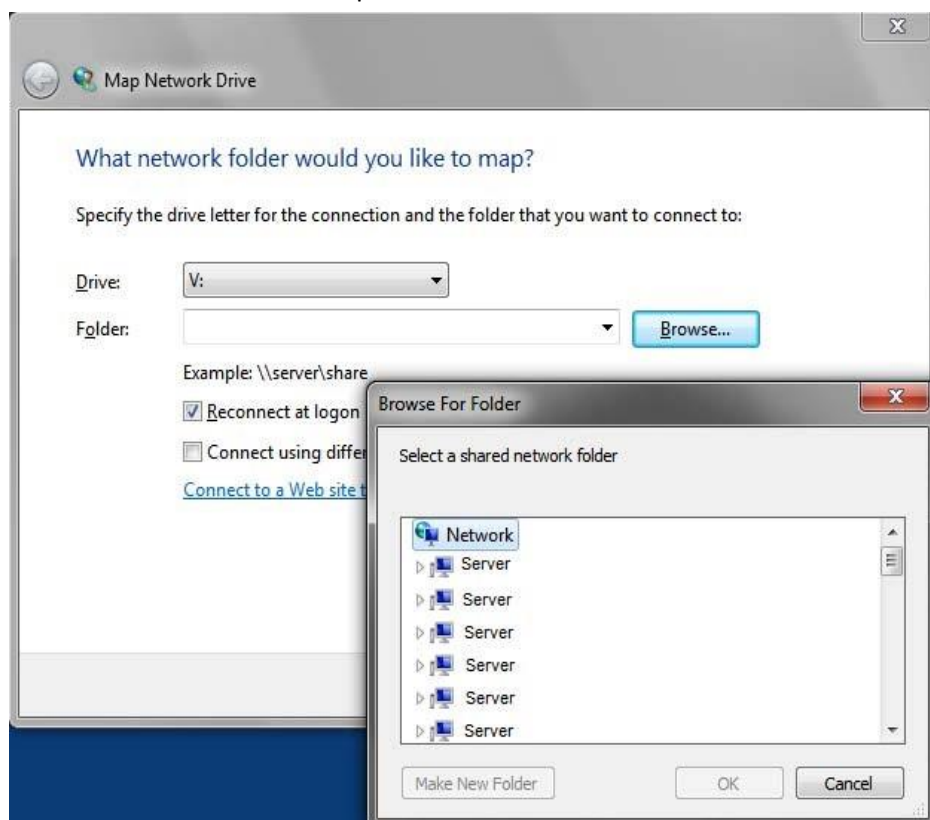 Map Network Drive
What network folder would you like to map?
Specify the drive letter for the connection and the folder that you want to connect to:
Drive: V:
Folder: Browse...
Example: \\server\share
Reconnect at logon
Connect using differ
Connect to a Web site t
Browse For Folder
Select a shared network folder
Network
Server
Server
Server
Server
Server
Server
Make New Folder OK Cancel